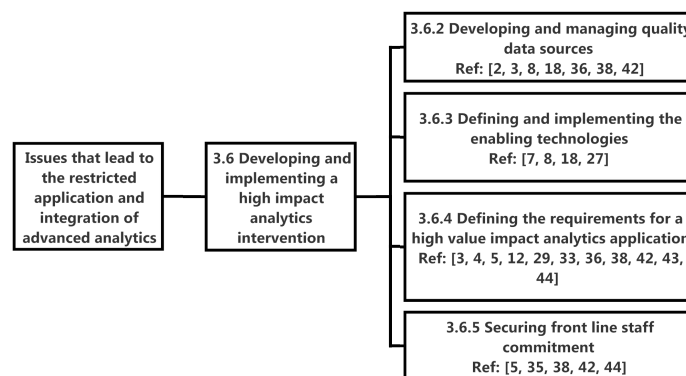 Issues that lead to
the restricted
application and
integration of
advanced analytics
3.6 Developing and
implementing a
high impact
analytics
intervention
3.6.2 Developing and managing quality
data sources
Ref: [2, 3, 8, 18, 36, 38, 42]
3.6.3 Defining and implementing the
enabling technologies
Ref: [7, 8, 18, 27]
3.6.4 Defining the requirements for a
high value impact analytics application
Ref: [3, 4, 5, 12, 29, 33, 36, 38, 42, 43,
44]
3.6.5 Securing front line staff
commitment
Ref: [5, 35, 38, 42, 44]